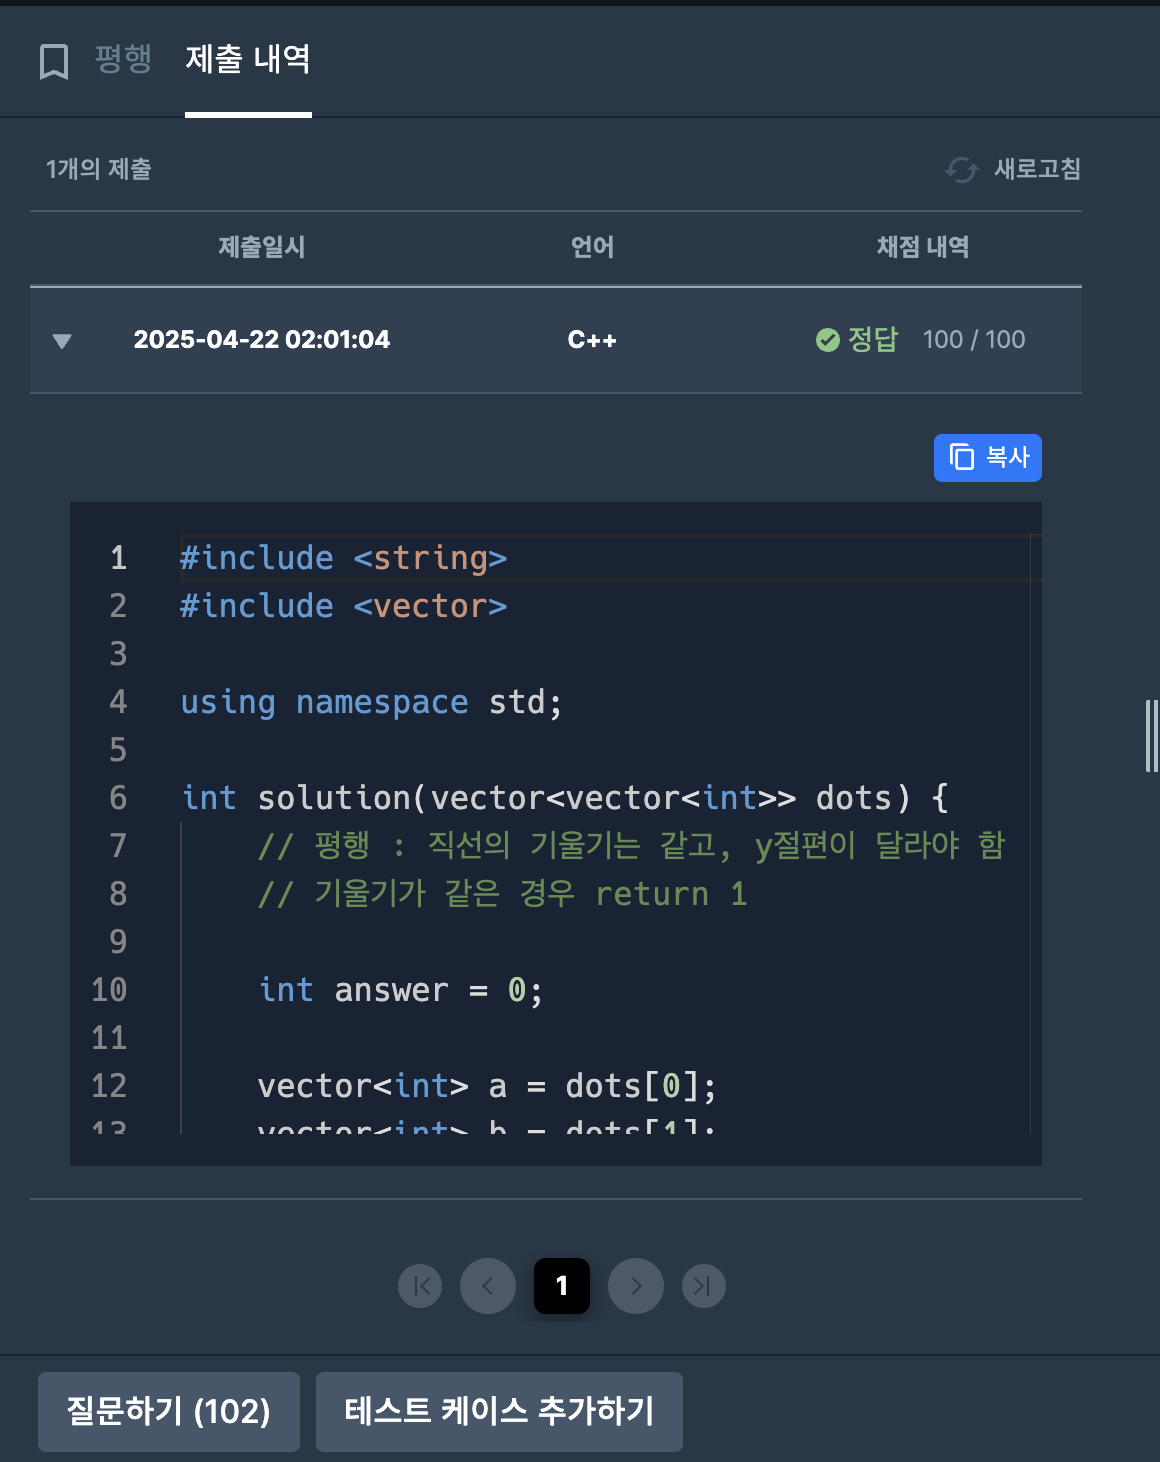 평행 제출 내역
1개의 제출 새로고침
제출일시 언어 채점 내역
2025-04-22 02:01:04 C++ 정답 100 / 100
복사
1 #include <string>
2 #include <vector>
3
4 using namespace std;
5
6 int solution(vector<vector<int>> dots) {
7 // 평행 : 직선의 기울기는 같고, y절편이 달라야 함
8 // 기울기가 같은 경우 return 1
9
10 int answer = 0;
11
12 vector<int> a = dots[0];
13 vector<int> b = dots[1];
1
질문하기 (102) 테스트 케이스 추가하기